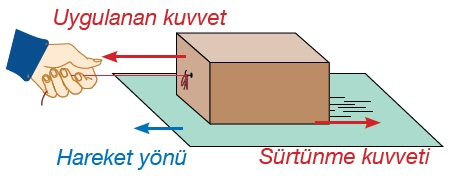 Uygulanan kuvvet
Hareket yönü
Sürtünme kuvveti